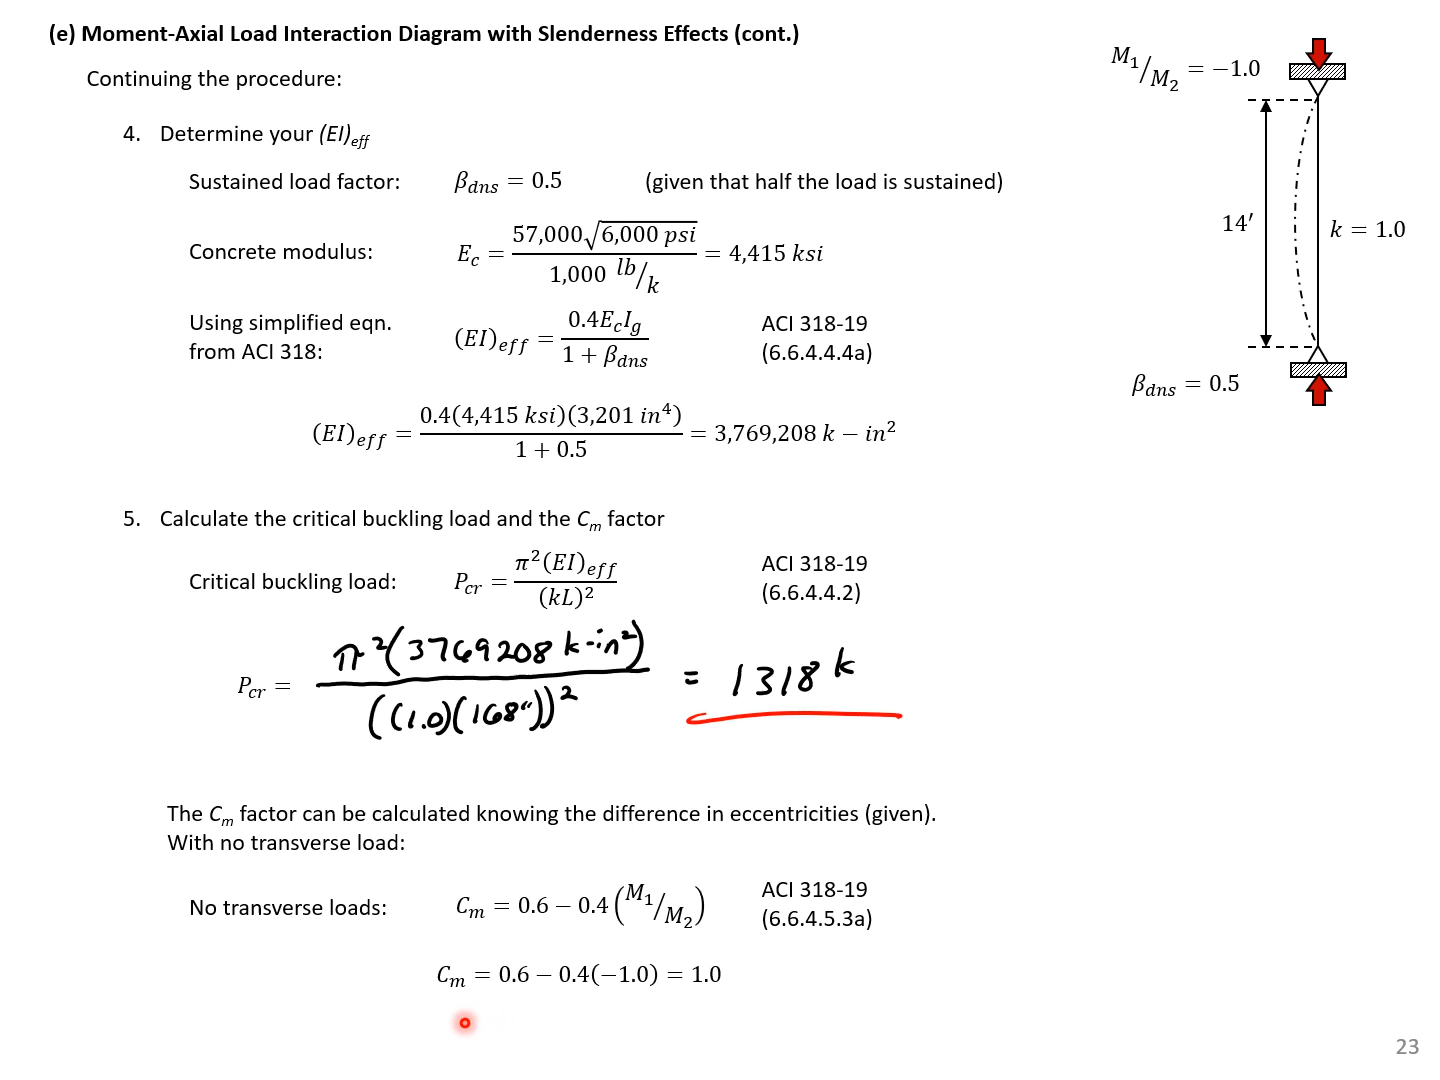 (e) Moment-Axial Load Interaction Diagram with Slenderness Effects (cont.)
Continuing the procedure:
4. Determine your (EI)eff
Sustained load factor: βdns = 0.5 (given that half the load is sustained)
Concrete modulus: Ec = 57,000√6,000 psi / 1,000 lb/k = 4,415 ksi
Using simplified eqn.
from ACI 318:
(EI)eff = 0.4EcIg / 1 + βdns
ACI 318-19
(6.6.4.4.4a)
(EI)eff = 0.4(4,415 ksi)(3,201 in⁴) / 1 + 0.5 = 3,769,208 k − in²
5. Calculate the critical buckling load and the Cm factor
Critical buckling load: Pcr = π²(EI)eff / (kL)²
ACI 318-19
(6.6.4.4.2)
Pcr = π²(3769208 k-in²) / ((1.0)(168"))² = 1318 k
The Cm factor can be calculated knowing the difference in eccentricities (given).
With no transverse load:
No transverse loads: Cm = 0.6 − 0.4(M1/M2)
ACI 318-19
(6.6.4.5.3a)
Cm = 0.6 − 0.4(−1.0) = 1.0
M1/M2 = −1.0
14′
k = 1.0
βdns = 0.5
23